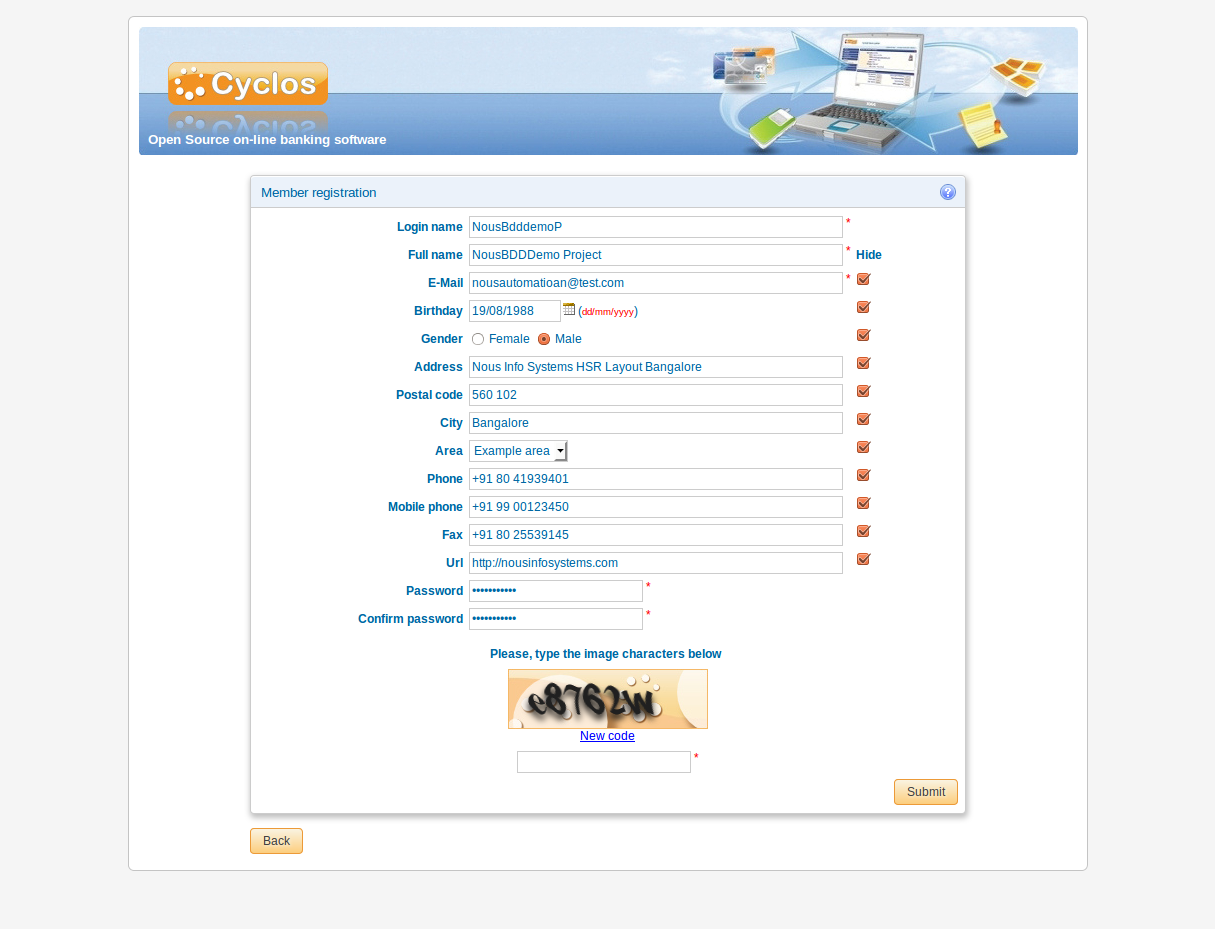 Cyclos
Open Source on-line banking software
Member registration
Login name NousBdddemoP *
Full name NousBDDDemo Project * Hide
E-Mail nousautomatioan@test.com *
Birthday 19/08/1988 (dd/mm/yyyy)
Gender Female Male
Address Nous Info Systems HSR Layout Bangalore
Postal code 560 102
City Bangalore
Area Example area
Phone +91 80 41939401
Mobile phone +91 99 00123450
Fax +91 80 25539145
Url http://nousinfosystems.com
Password ••••••••••• *
Confirm password ••••••••••• *
Please, type the image characters below
e8762w
New code
*
Submit
Back